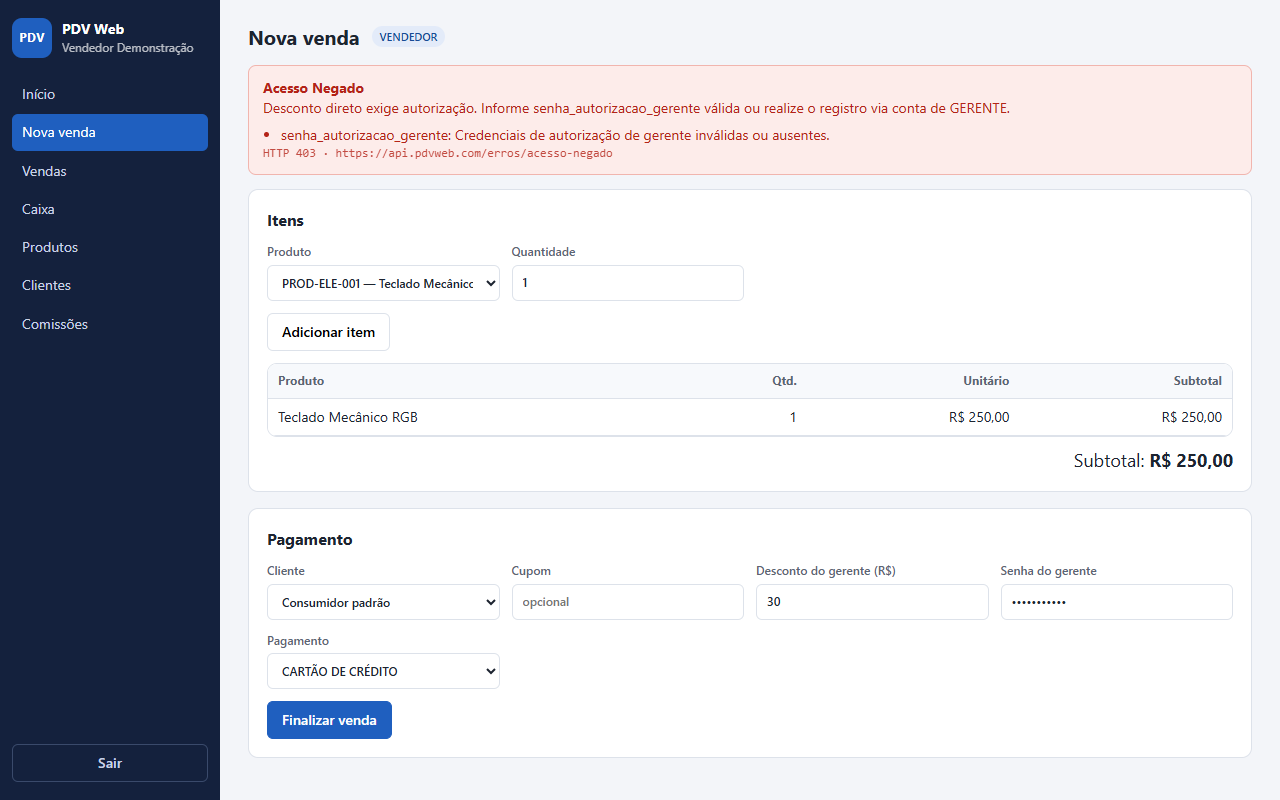 PDV
PDV Web
Vendedor Demonstração
Início
Nova venda
Vendas
Caixa
Produtos
Clientes
Comissões
Sair
Nova venda
VENDEDOR
Acesso Negado
Desconto direto exige autorização. Informe senha_autorizacao_gerente válida ou realize o registro via conta de GERENTE.
• senha_autorizacao_gerente: Credenciais de autorização de gerente inválidas ou ausentes.
HTTP 403 · https://api.pdvweb.com/erros/acesso-negado
Itens
Produto Quantidade
PROD-ELE-001 — Teclado Mecânic 1
Adicionar item
Produto Qtd. Unitário Subtotal
Teclado Mecânico RGB 1 R$ 250,00 R$ 250,00
Subtotal: R$ 250,00
Pagamento
Cliente Cupom Desconto do gerente (R$) Senha do gerente
Consumidor padrão opcional 30 •••••••••••
Pagamento
CARTÃO DE CRÉDITO
Finalizar venda